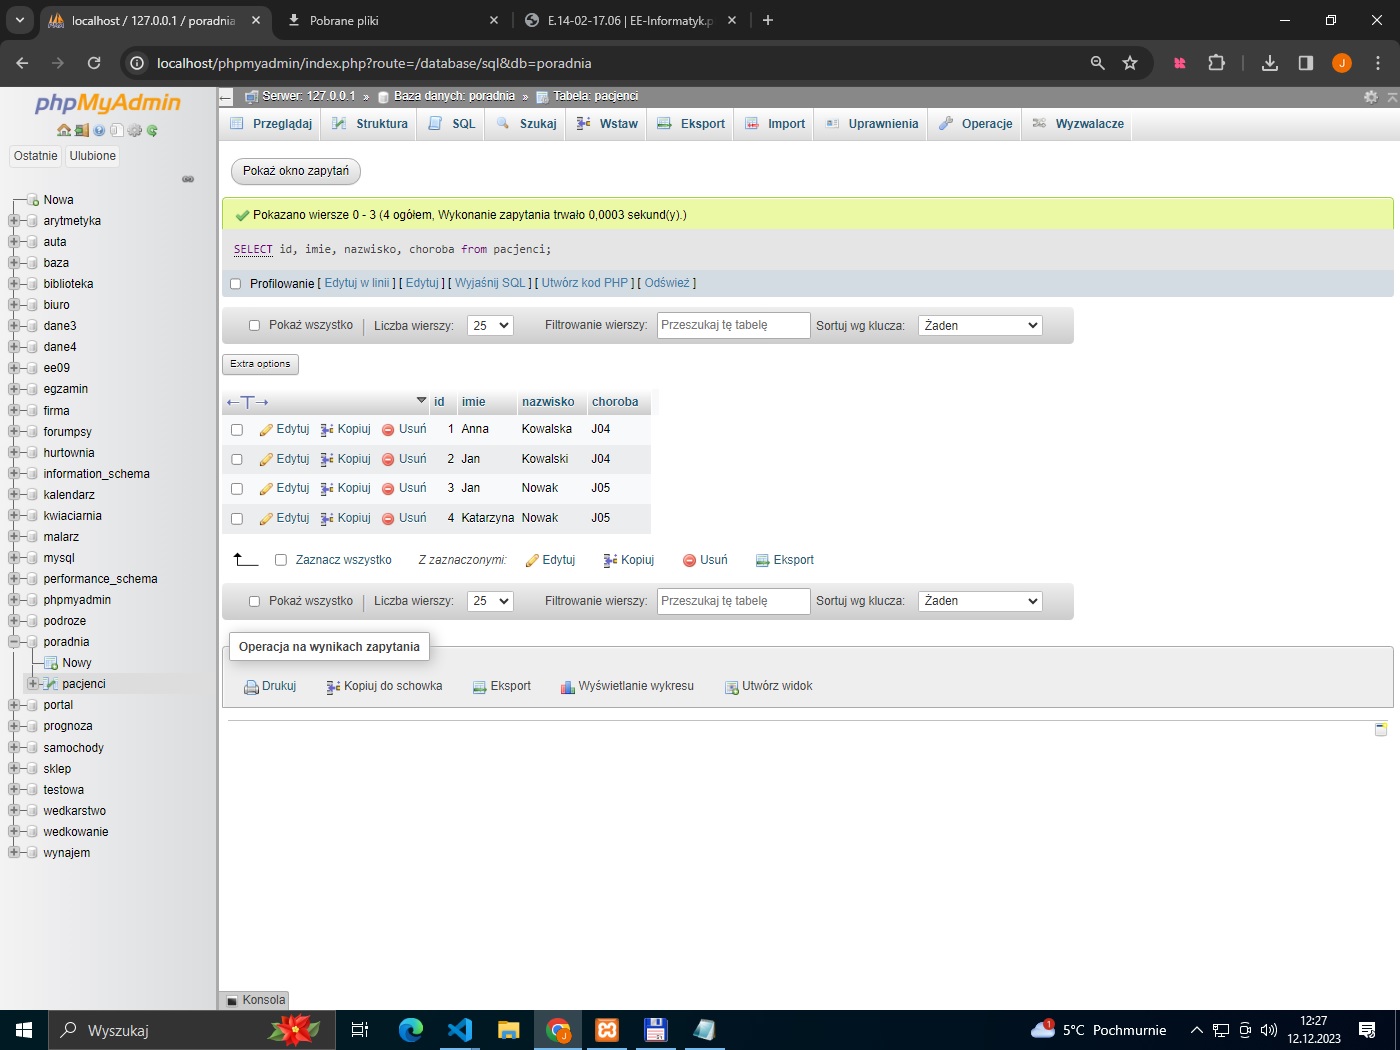 localhost / 127.0.0.1 / poradnia
Pobrane pliki
E.14-02-17.06 | EE-Informatyk.p
localhost/phpmyadmin/index.php?route=/database/sql&db=poradnia
J
phpMyAdmin
Ostatnie
Ulubione
Nowa
arytmetyka
auta
baza
biblioteka
biuro
dane3
dane4
ee09
egzamin
firma
forumpsy
hurtownia
information_schema
kalendarz
kwiaciarnia
malarz
mysql
performance_schema
phpmyadmin
podroze
poradnia
Nowy
pacjenci
portal
prognoza
samochody
sklep
testowa
wedkarstwo
wedkowanie
wynajem
Serwer: 127.0.0.1 » Baza danych: poradnia » Tabela: pacjenci
Przeglądaj Struktura SQL Szukaj Wstaw Eksport Import Uprawnienia Operacje Wyzwalacze
Pokaż okno zapytań
Pokazano wiersze 0 - 3 (4 ogółem, Wykonanie zapytania trwało 0,0003 sekund(y).)
SELECT id, imie, nazwisko, choroba from pacjenci;
Profilowanie [ Edytuj w linii ] [ Edytuj ] [ Wyjaśnij SQL ] [ Utwórz kod PHP ] [ Odśwież ]
Pokaż wszystko | Liczba wierszy: 25 Filtrowanie wierszy: Przeszukaj tę tabelę Sortuj wg klucza: Żaden
Extra options
←T→ id imie nazwisko choroba
Edytuj Kopiuj Usuń 1 Anna Kowalska J04
Edytuj Kopiuj Usuń 2 Jan Kowalski J04
Edytuj Kopiuj Usuń 3 Jan Nowak J05
Edytuj Kopiuj Usuń 4 Katarzyna Nowak J05
Zaznacz wszystko Z zaznaczonymi: Edytuj Kopiuj Usuń Eksport
Pokaż wszystko | Liczba wierszy: 25 Filtrowanie wierszy: Przeszukaj tę tabelę Sortuj wg klucza: Żaden
Operacja na wynikach zapytania
Drukuj Kopiuj do schowka Eksport Wyświetlanie wykresu Utwórz widok
Konsola
Wyszukaj
1
5°C Pochmurnie
12:27
12.12.2023